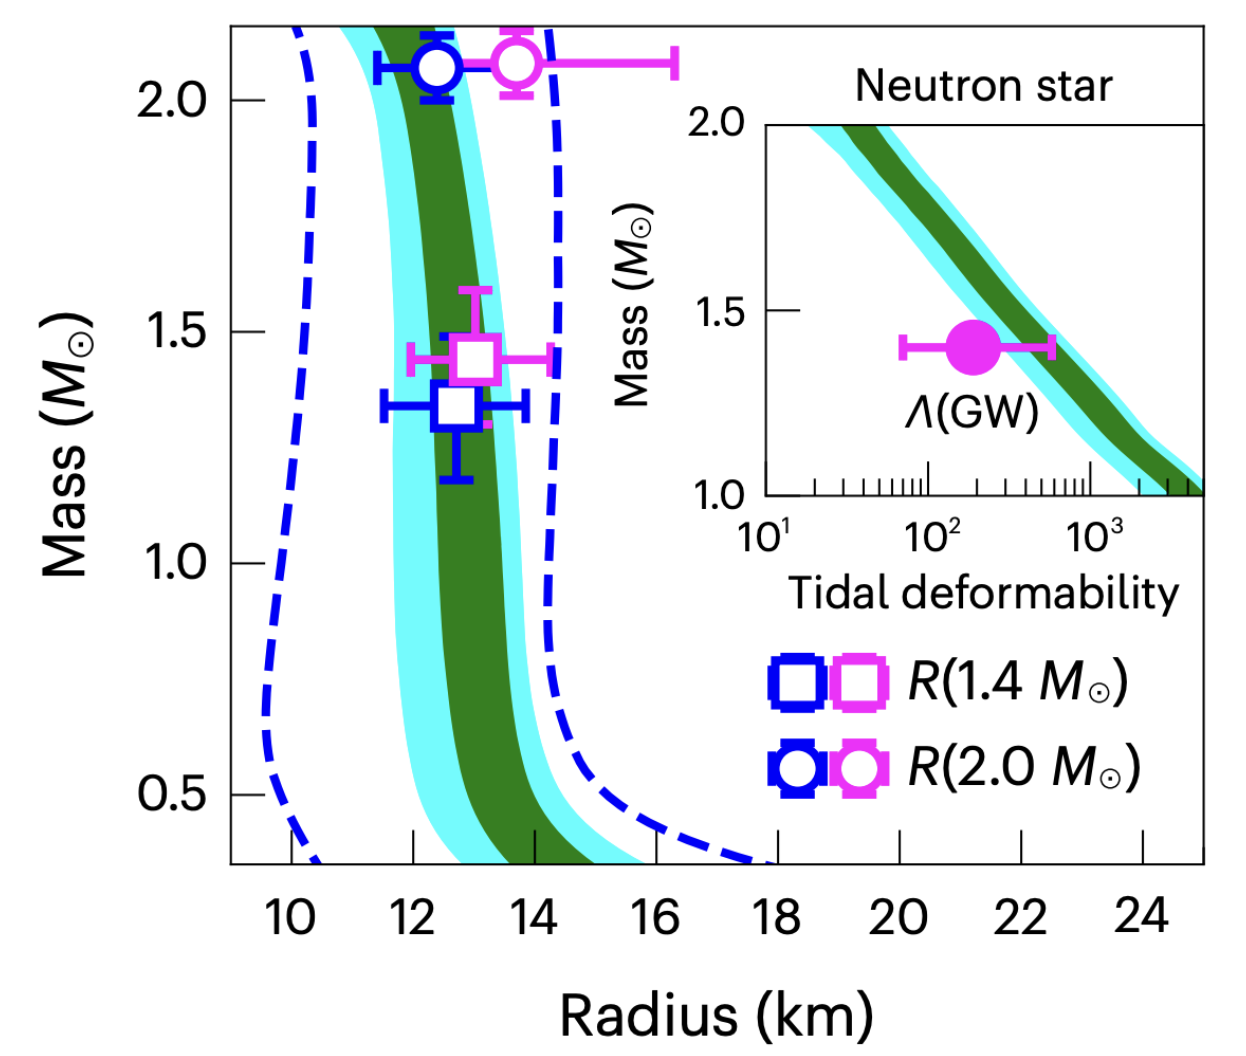 Neutron star
2.0
1.5
1.0
0.5
Mass (M☉)
10 12 14 16 18 20 22 24
Radius (km)
2.0
1.5
1.0
Mass (M☉)
Λ(GW)
10¹ 10² 10³
Tidal deformability
R(1.4 M☉)
R(2.0 M☉)